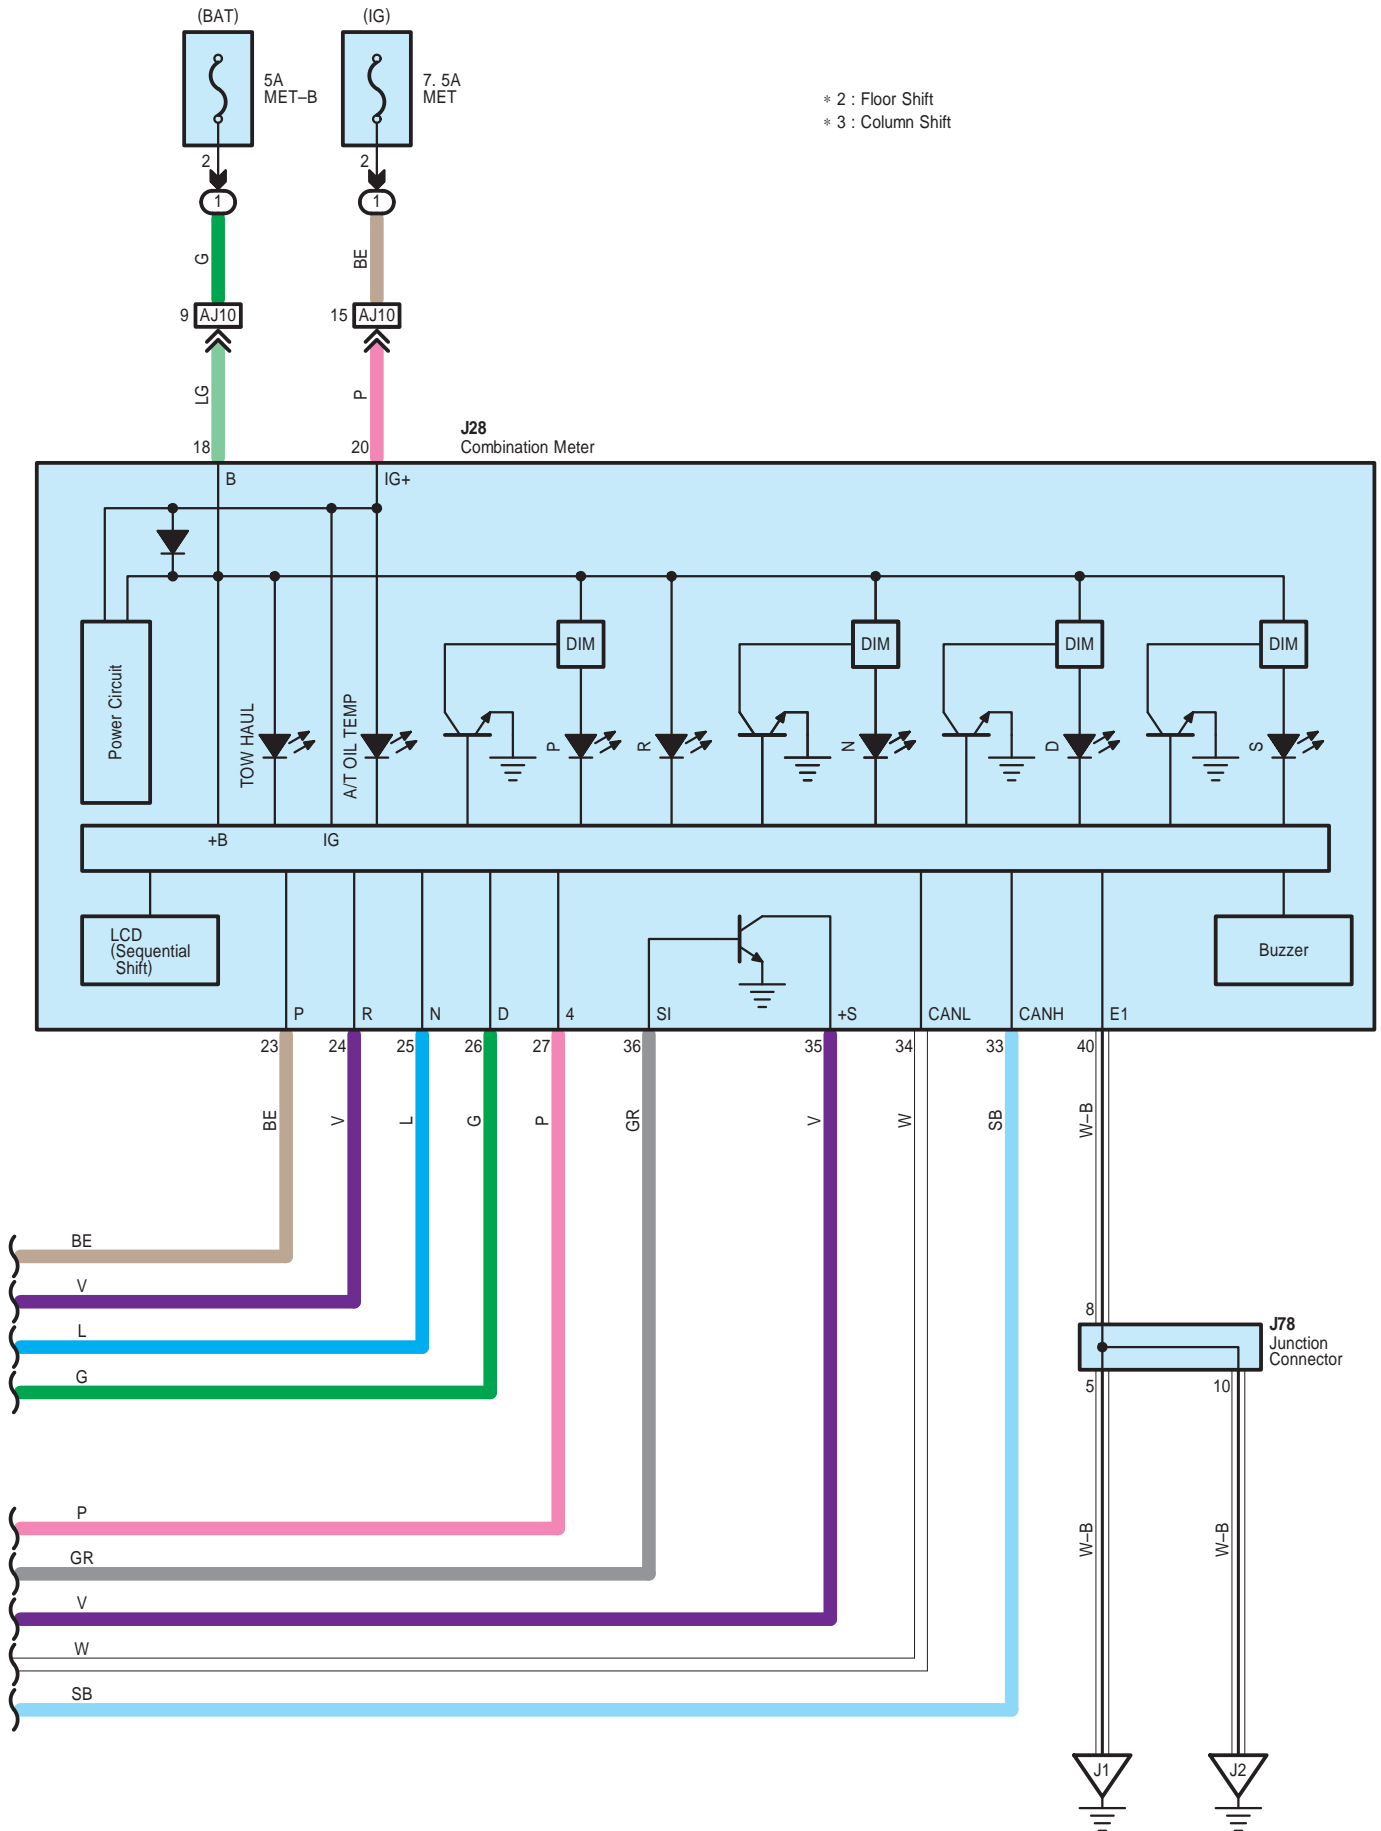 (BAT)
(IG)
5A
MET–B
7. 5A
MET
* 2 : Floor Shift
* 3 : Column Shift
2
2
1
1
G
BE
9 AJ10
15 AJ10
LG
P
J28
Combination Meter
18
20
B
IG+
Power Circuit
TOW HAUL
A/T OIL TEMP
DIM
DIM
DIM
DIM
P
R
N
D
S
+B
IG
LCD
(Sequential
Shift)
Buzzer
P
R
N
D
4
SI
+S
CANL
CANH
E1
23
24
25
26
27
36
35
34
33
40
BE
V
L
G
P
GR
V
W
SB
W–B
BE
V
L
G
8
J78
Junction
Connector
5
10
P
GR
V
W
SB
W–B
W–B
J1
J2